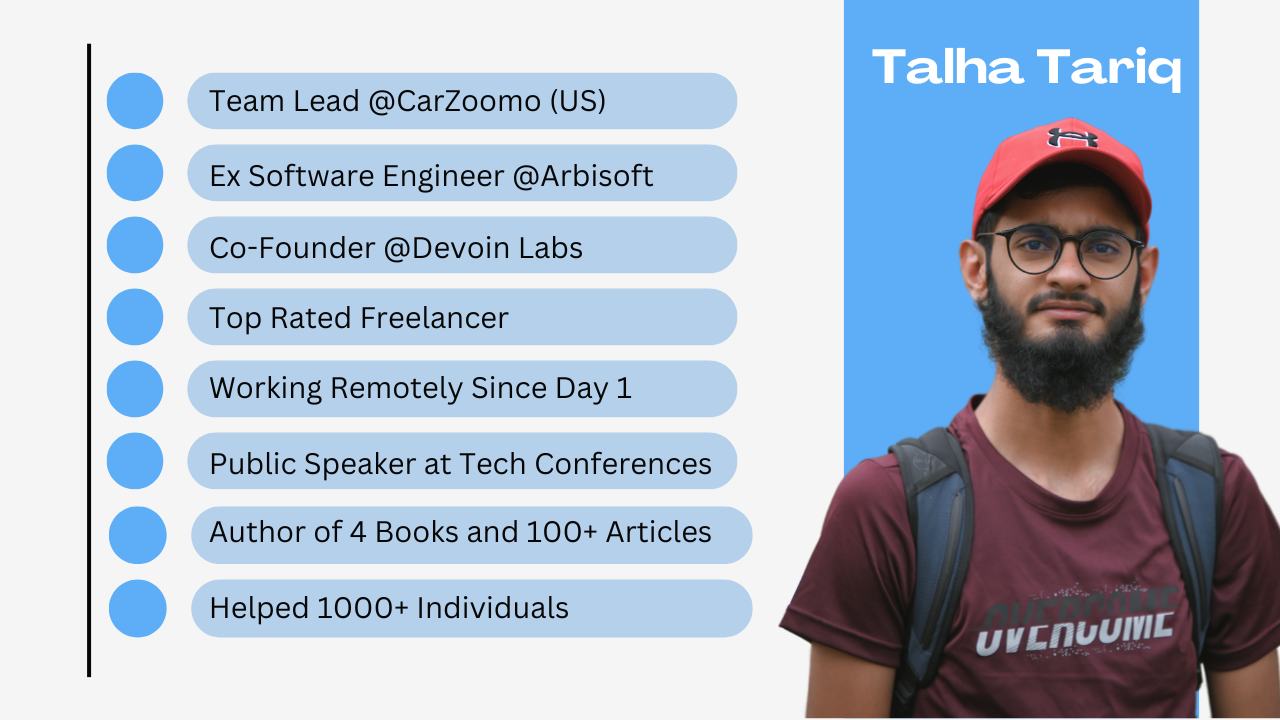 Talha Tariq
Team Lead @CarZoomo (US)
Ex Software Engineer @Arbisoft
Co-Founder @Devoin Labs
Top Rated Freelancer
Working Remotely Since Day 1
Public Speaker at Tech Conferences
Author of 4 Books and 100+ Articles
Helped 1000+ Individuals
OVERCOME